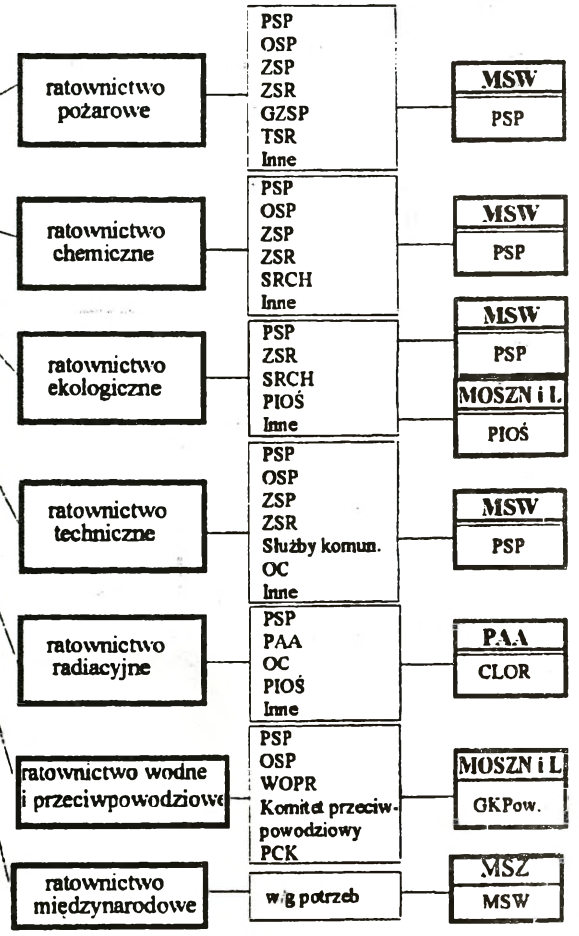 ratownictwo
pożarowe
PSP
OSP
ZSP
ZSR
GZSP
TSR
Inne
MSW
PSP
ratownictwo
chemiczne
PSP
OSP
ZSP
ZSR
SRCH
Inne
MSW
PSP
ratownictwo
ekologiczne
PSP
ZSR
SRCH
PIOŚ
Inne
MSW
PSP
MOSZN i L
PIOŚ
ratownictwo
techniczne
PSP
OSP
ZSP
ZSR
Służby komun.
OC
Inne
MSW
PSP
ratownictwo
radiacyjne
PSP
PAA
OC
PIOŚ
Inne
PAA
CLOR
ratownictwo wodne
i przeciwpowodziowe
PSP
OSP
WOPR
Komitet przeciw-
powodziowy
PCK
MOSZN i L
GKPow.
ratownictwo
międzynarodowe
w.g potrzeb
MSZ
MSW